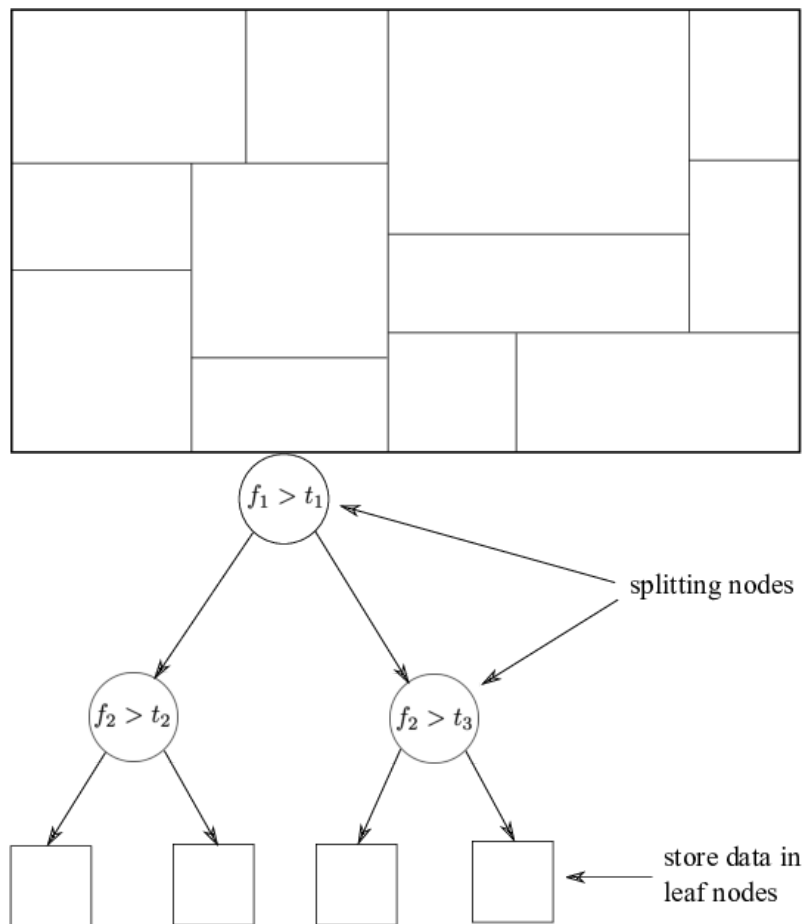 f₁ > t₁
splitting nodes
f₂ > t₂
f₂ > t₃
store data in
leaf nodes